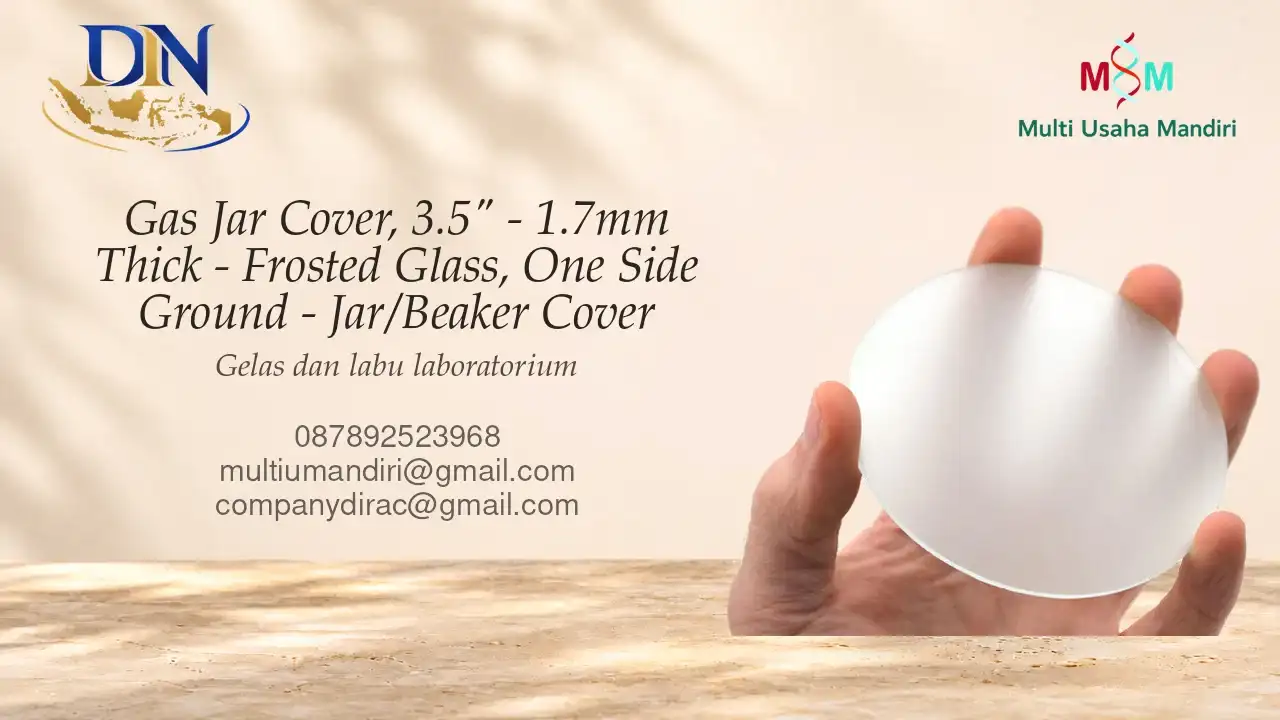 DN
M M
Multi Usaha Mandiri
Gas Jar Cover, 3.5" - 1.7mm
Thick - Frosted Glass, One Side
Ground - Jar/Beaker Cover
Gelas dan labu laboratorium
087892523968
multiumandiri@gmail.com
companydirac@gmail.com